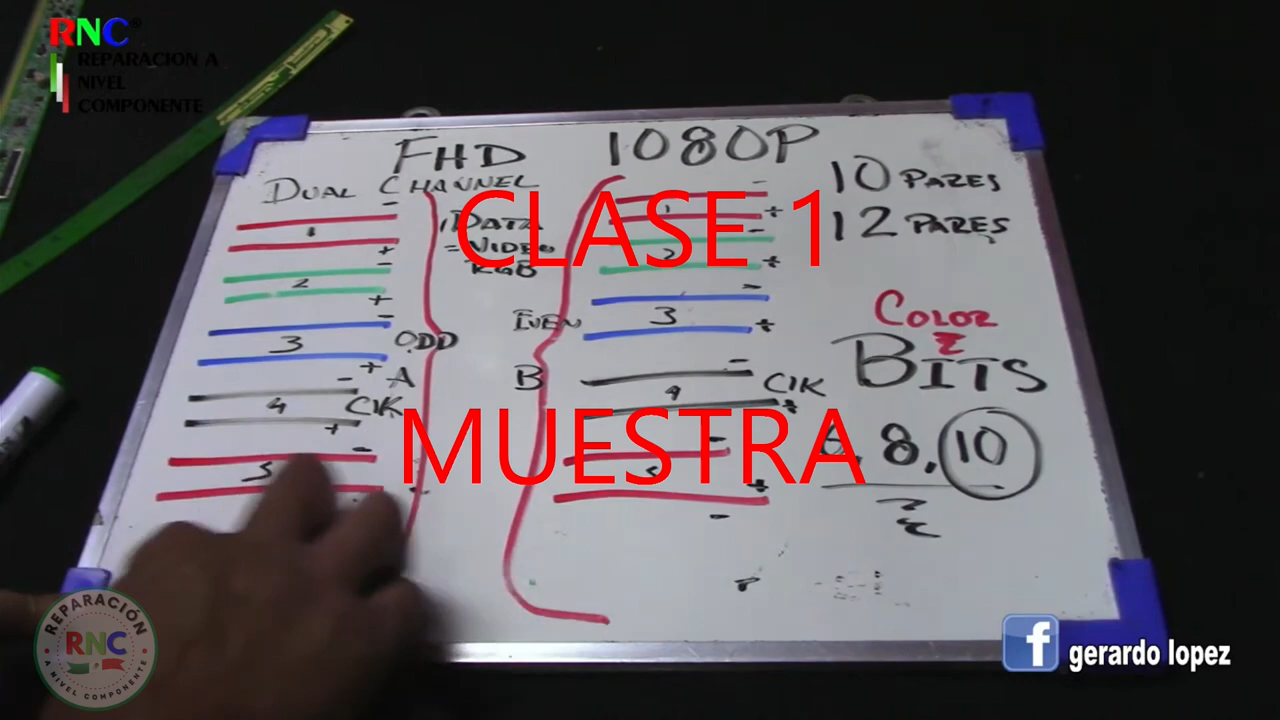 RNC®
REPARACION A
NIVEL
COMPONENTE
FHD 1080P
DUAL CHANNEL
10 PARES
12 PARES
CLASE 1
MUESTRA
DATA
= VIDEO
RGB
- 1 +
- 2 +
- 3 +
ODD
A
- 4 +
ClK
- 5
EVEN
B
- 1 +
- 2 +
- 3 +
- 4 +
ClK
- +
-
COLOR
BITS
8, 10
2
REPARACIÓN
RNC
A NIVEL COMPONENTE
f gerardo lopez